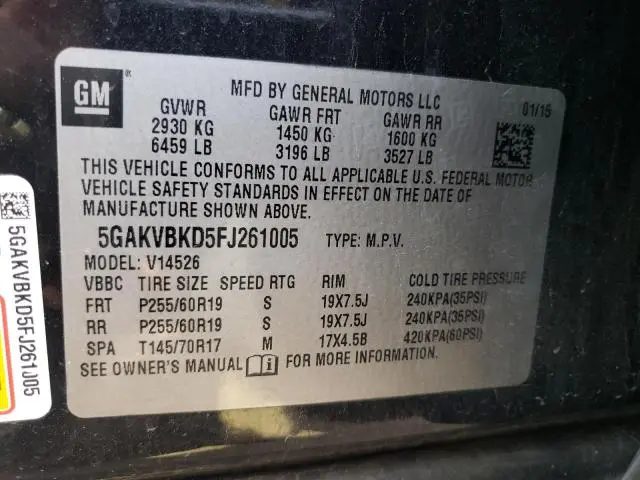 GM
MFD BY GENERAL MOTORS LLC
01/15
GVWR GAWR FRT GAWR RR
2930 KG 1450 KG 1600 KG
6459 LB 3196 LB 3527 LB
THIS VEHICLE CONFORMS TO ALL APPLICABLE U.S. FEDERAL MOTOR
VEHICLE SAFETY STANDARDS IN EFFECT ON THE DATE OF
MANUFACTURE SHOWN ABOVE.
5GAKVBKD5FJ261005 TYPE: M.P.V.
MODEL: V14526
VBBC TIRE SIZE SPEED RTG RIM COLD TIRE PRESSURE
FRT P255/60R19 S 19X7.5J 240KPA(35PSI)
RR P255/60R19 S 19X7.5J 240KPA(35PSI)
SPA T145/70R17 M 17X4.5B 420KPA(60PSI)
SEE OWNER'S MANUAL i FOR MORE INFORMATION.
5GAKVBKD5FJ261005